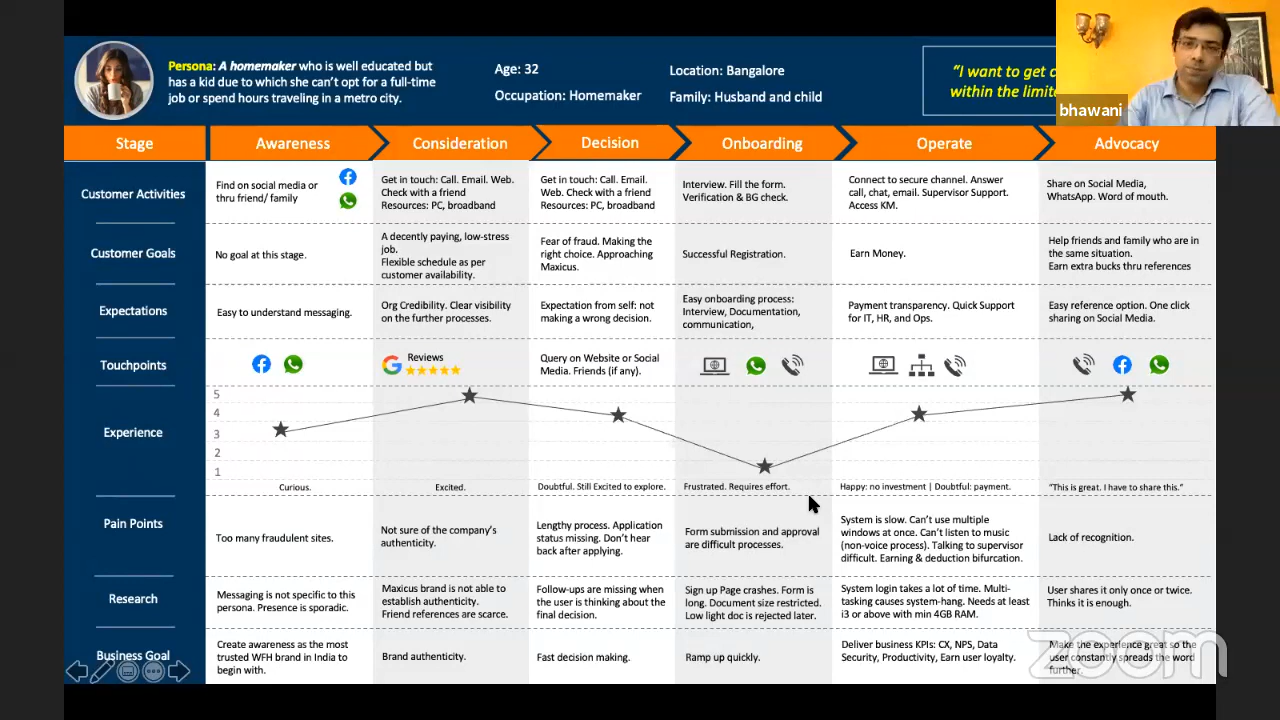 Persona: A homemaker who is well educated but
has a kid due to which she can't opt for a full-time
job or spend hours traveling in a metro city.
Age: 32
Occupation: Homemaker
Location: Bangalore
Family: Husband and child
"I want to get
within the
bhawani
Stage
Awareness
Consideration
Decision
Onboarding
Operate
Advocacy
Customer Activities
Find on social media or
thru friend/ family
Get in touch: Call. Email. Web.
Check with a friend
Resources: PC, broadband
Get in touch: Call. Email.
Web. Check with a friend
Resources: PC, broadband
Interview. Fill the form.
Verification & BG check.
Connect to secure channel. Answer
call, chat, email. Supervisor Support.
Access KM.
Share on Social Media,
WhatsApp. Word of mouth.
Customer Goals
No goal at this stage.
A decently paying, low-stress
job.
Flexible schedule as per
customer availability.
Fear of fraud. Making the
right choice. Approaching
Maxicus.
Successful Registration.
Earn Money.
Help friends and family who are in
the same situation.
Earn extra bucks thru references
Expectations
Easy to understand messaging.
Org Credibility. Clear visibility
on the further processes.
Expectation from self: not
making a wrong decision.
Easy onboarding process:
Interview, Documentation,
communication,
Payment transparency. Quick Support
for IT, HR, and Ops.
Easy reference option. One click
sharing on Social Media.
Touchpoints
Reviews
Query on Website or Social
Media. Friends (if any).
Experience
5
4
3
2
1
Curious.
Excited.
Doubtful. Still Excited to explore.
Frustrated. Requires effort.
Happy: no investment | Doubtful: payment.
"This is great. I have to share this."
Pain Points
Too many fraudulent sites.
Not sure of the company's
authenticity.
Lengthy process. Application
status missing. Don't hear
back after applying.
Form submission and approval
are difficult processes.
System is slow. Can't use multiple
windows at once. Can't listen to music
(non-voice process). Talking to supervisor
difficult. Earning & deduction bifurcation.
Lack of recognition.
Research
Messaging is not specific to this
persona. Presence is sporadic.
Maxicus brand is not able to
establish authenticity.
Friend references are scarce.
Follow-ups are missing when
the user is thinking about the
final decision.
Sign up Page crashes. Form is
long. Document size restricted.
Low light doc is rejected later.
System login takes a lot of time. Multi-
tasking causes system-hang. Needs at least
i3 or above with min 4GB RAM.
User shares it only once or twice.
Thinks it is enough.
Business Goal
Create awareness as the most
trusted WFH brand in India to
begin with.
Brand authenticity.
Fast decision making.
Ramp up quickly.
Deliver business KPIs: CX, NPS, Data
Security, Productivity, Earn user loyalty.
Make the experience great so the
user constantly spreads the word
further.
zoom